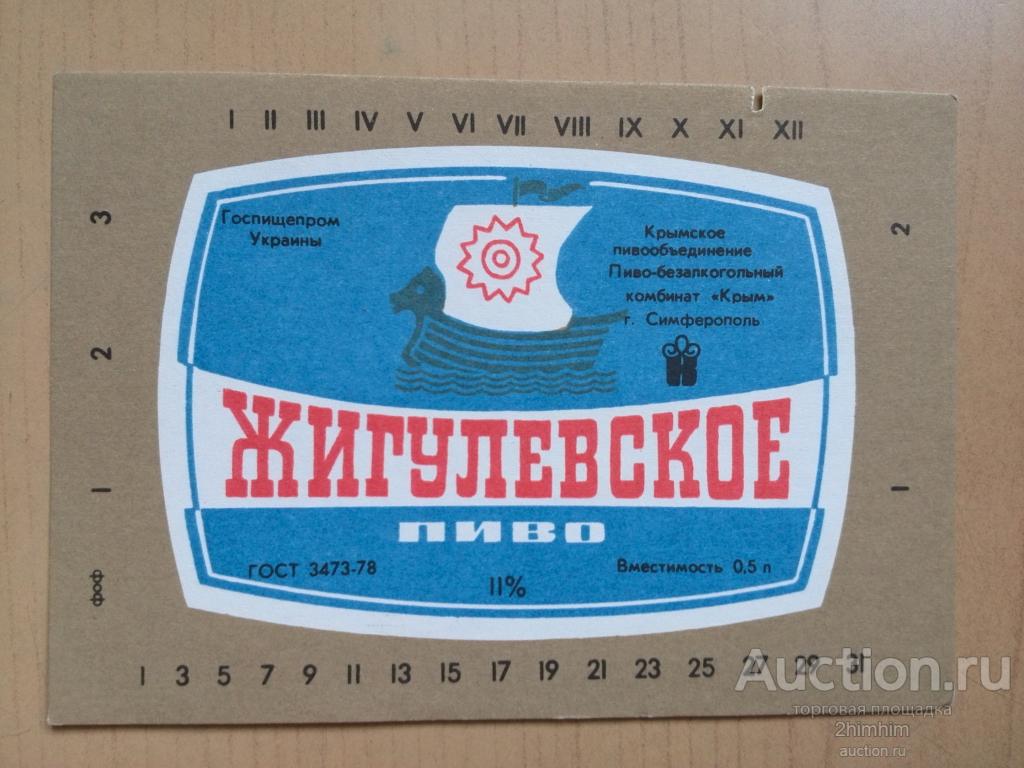 I II III IV V VI VII VIII IX X XI XII
3
2
I
фоф
Госпищепром
Украины
Крымское
пивообъединение
Пиво-безалкогольный
комбинат «Крым»
г. Симферополь
2
I
ЖИГУЛЕВСКОЕ
ПИВО
ГОСТ 3473-78
11%
Вместимость 0,5 л
1 3 5 7 9 11 13 15 17 19 21 23 25 27 29 31
Auction.ru
торговая площадка
2himhim
auction.ru